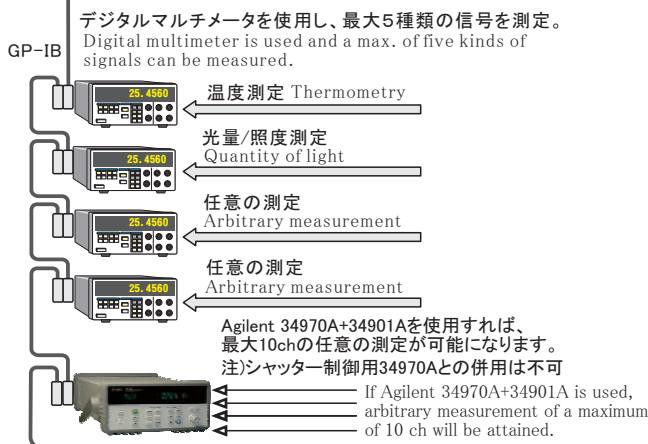 デジタルマルチメータを使用し、最大5種類の信号を測定。
Digital multimeter is used and a max. of five kinds of
signals can be measured.
GP-IB
25.4560
温度測定 Thermometry
25.4560
光量/照度測定
Quantity of light
25.4560
任意の測定
Arbitrary measurement
25.4560
任意の測定
Arbitrary measurement
Agilent 34970A+34901Aを使用すれば、
最大10chの任意の測定が可能になります。
注)シャッター制御用34970Aとの併用は不可
If Agilent 34970A+34901A is used,
arbitrary measurement of a maximum
of 10 ch will be attained.